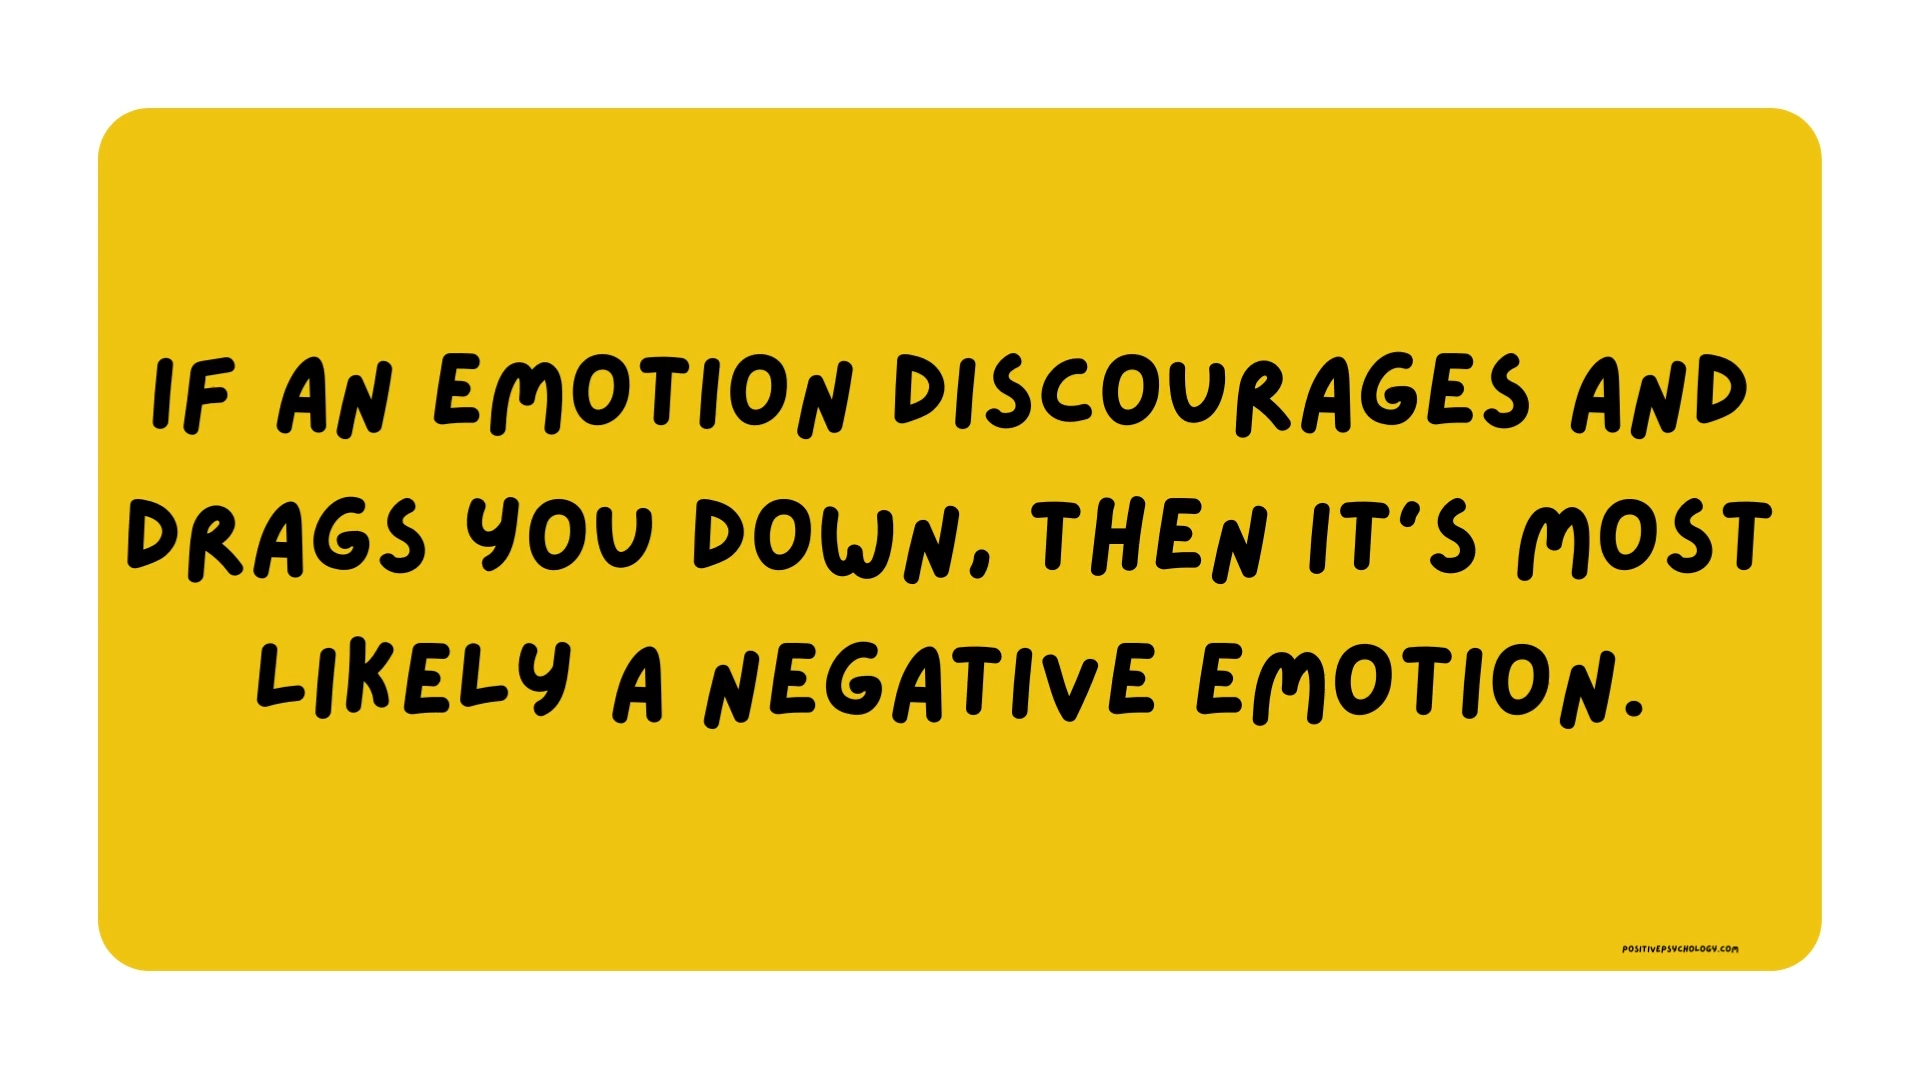 IF AN EMOTION DISCOURAGES AND
DRAGS YOU DOWN, THEN IT'S MOST
LIKELY A NEGATIVE EMOTION.
POSITIVEPSYCHOLOGY.COM